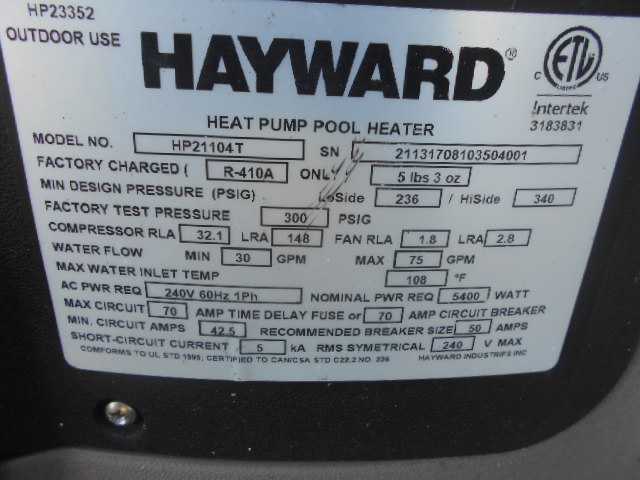 HP23352
OUTDOOR USE
HAYWARD®
C ETL US
LISTED
Intertek
3183831
HEAT PUMP POOL HEATER
MODEL NO. HP21104T SN 21131708103504001
FACTORY CHARGED ( R-410A ONLY 5 lbs 3 oz
MIN DESIGN PRESSURE (PSIG) LoSide 236 / HiSide 340
FACTORY TEST PRESSURE 300 PSIG
COMPRESSOR RLA 32.1 LRA 148 FAN RLA 1.8 LRA 2.8
WATER FLOW MIN 30 GPM MAX 75 GPM
MAX WATER INLET TEMP 108 °F
AC PWR REQ 240V 60Hz 1Ph NOMINAL PWR REQ 5400 WATT
MAX CIRCUIT 70 AMP TIME DELAY FUSE or 70 AMP CIRCUIT BREAKER
MIN. CIRCUIT AMPS 42.5 RECOMMENDED BREAKER SIZE 50 AMPS
SHORT-CIRCUIT CURRENT 5 kA RMS SYMETRICAL 240 V MAX
COMFORMS TO UL STD 1995, CERTIFIED TO CAN/CSA STD C22.2 NO. 236 HAYWARD INDUSTRIPS INC